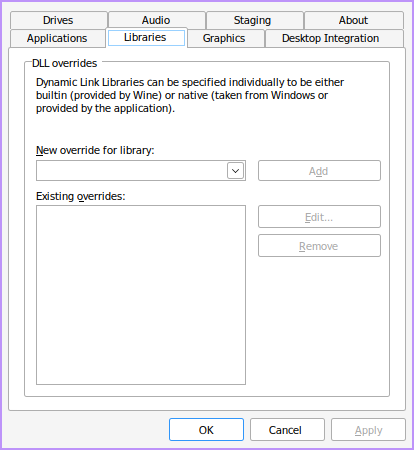 Drives Audio Staging About
Applications Libraries Graphics Desktop Integration
DLL overrides
Dynamic Link Libraries can be specified individually to be either
builtin (provided by Wine) or native (taken from Windows or
provided by the application).
New override for library:
Add
Existing overrides:
Edit...
Remove
OK Cancel Apply